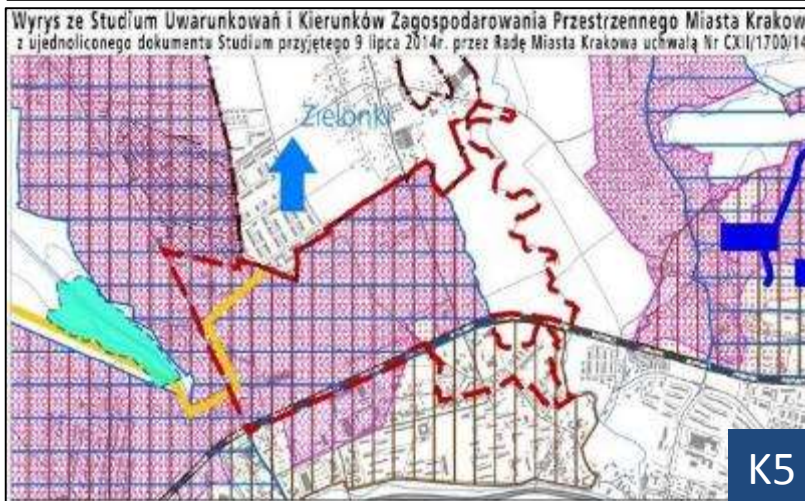 Wyrys ze Studium Uwarunkowań i Kierunków Zagospodarowania Przestrzennego Miasta Krakowa
z ujednoliconego dokumentu Studium przyjętego 9 lipca 2014r. przez Radę Miasta Krakowa uchwałą Nr CXII/1700/14
Zielonki
K5